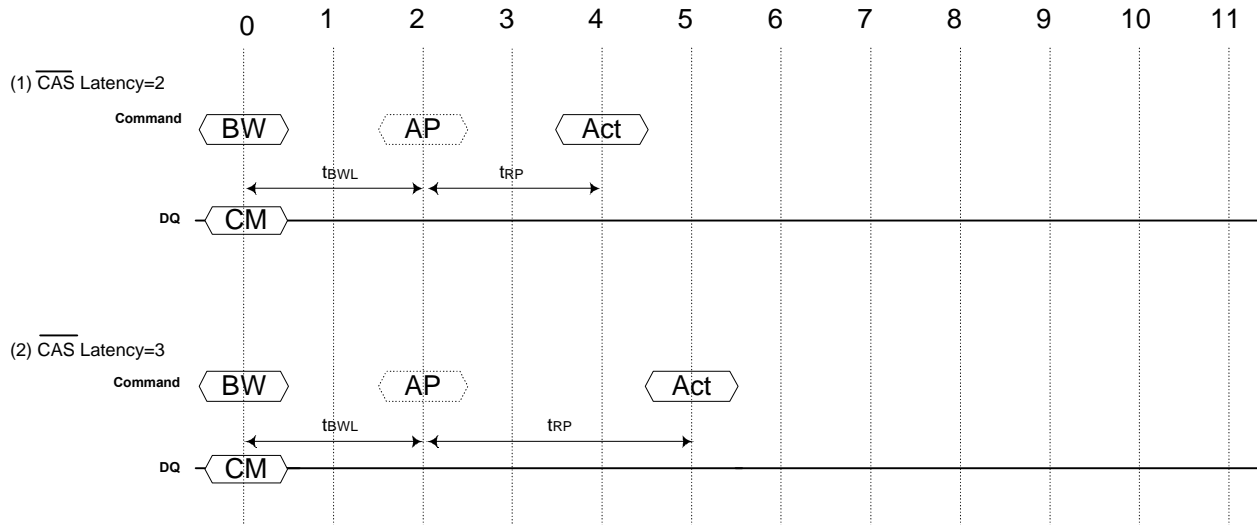 0 1 2 3 4 5 6 7 8 9 10 11
(1) CAS Latency=2
Command BW AP Act
tBWL tRP
DQ CM
(2) CAS Latency=3
Command BW AP Act
tBWL tRP
DQ CM